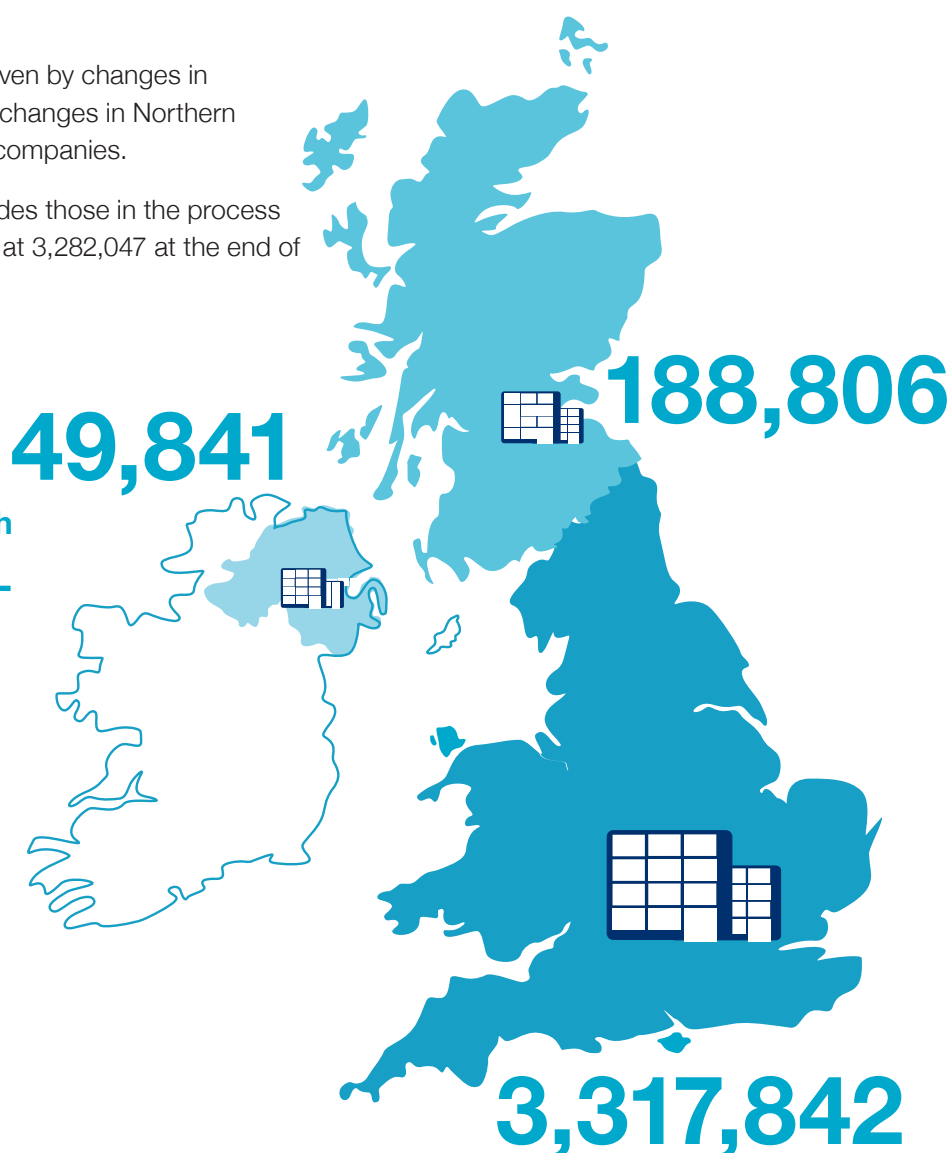 ven by changes in
changes in Northern
companies.
des those in the process
at 3,282,047 at the end of
188,806
49,841
h
3,317,842